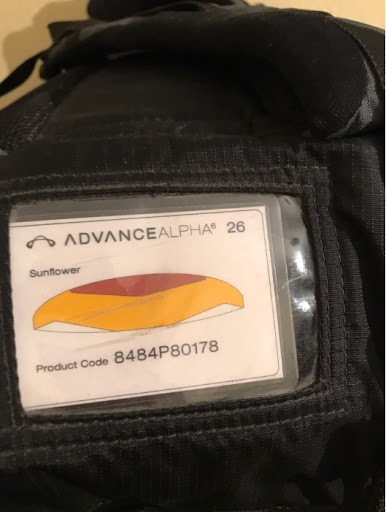 ADVANCEALPHA⁶ 26
Sunflower
Product Code 8484P80178